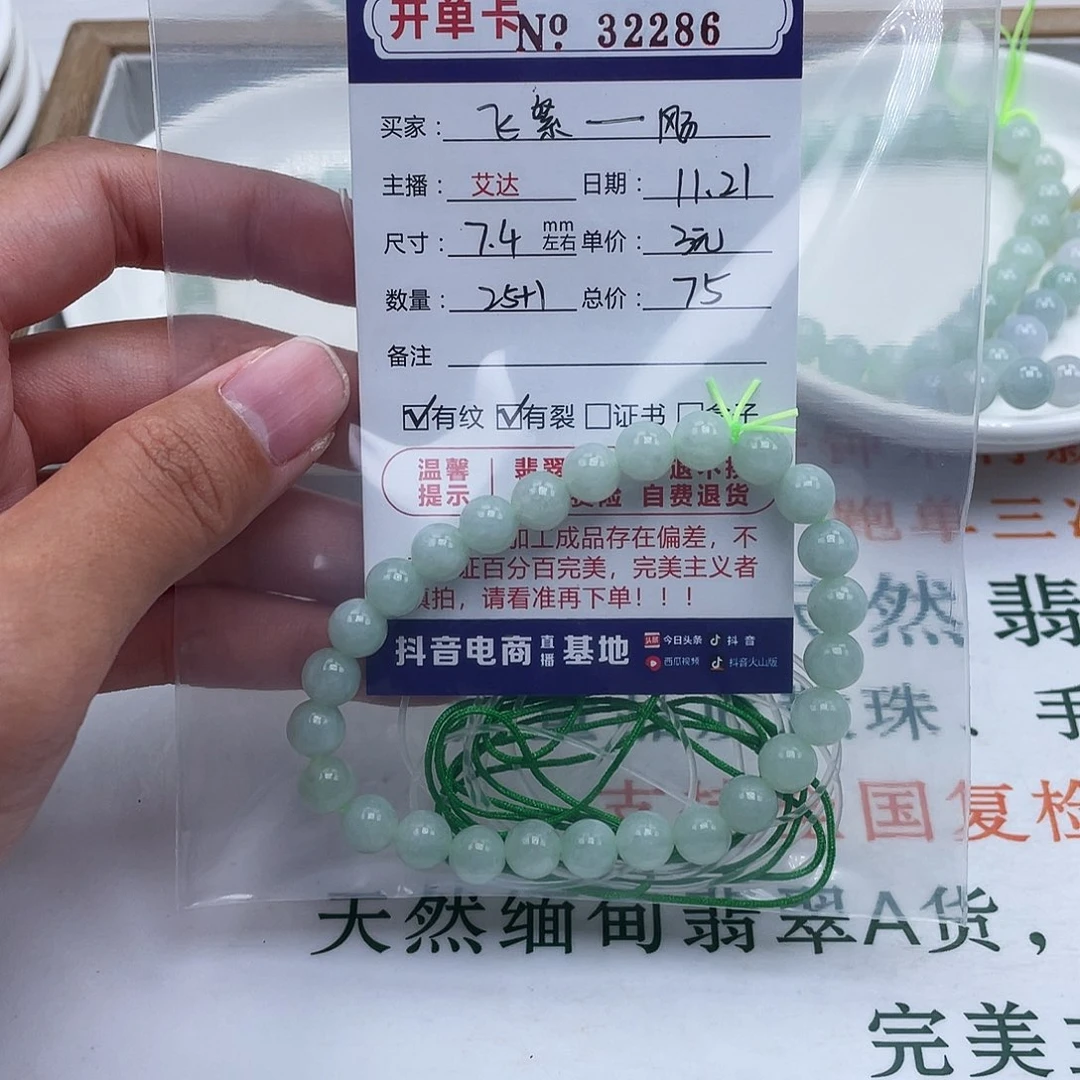 开单卡 Nº 32286
买家： 飞絮一
主播： 艾达 日期： 11.21
尺寸： 7.4 mm左右 单价： 3元
数量： 25+1 总价： 75
备注
☑有纹 ☑有裂 □证书
温馨提示 翡翠 自费退货
加工成品存在偏差，不
证百分百完美，完美主义者
慎拍，请看准再下单！！！
抖音电商直播基地 今日头条 抖音 西瓜视频 抖音火山版
跑单三
然 翡
珠、手
国复检
天然缅甸翡翠A货，
完美主